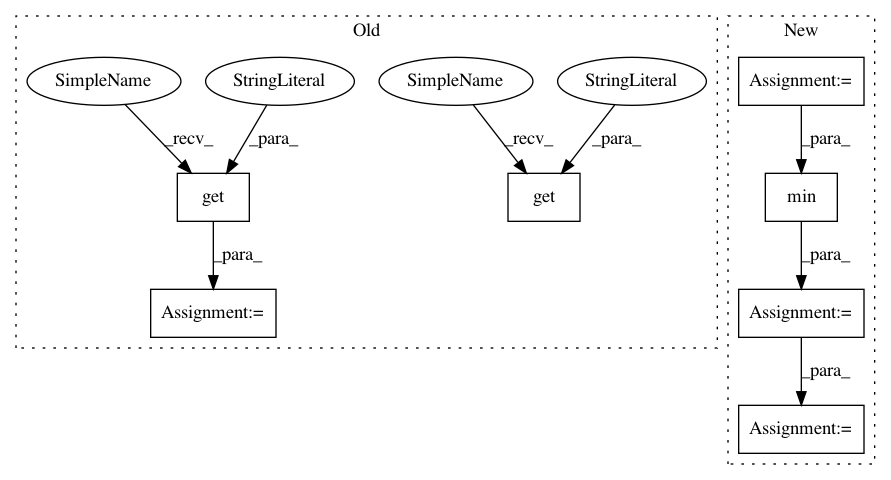 Old
New
SimpleName
StringLiteral
SimpleName
StringLiteral
Assignment:=
_recv_
_para_
_recv_
_para_
_para_
get
get
min
_para_
_para_
Assignment:=
Assignment:=
_para_
Assignment:=